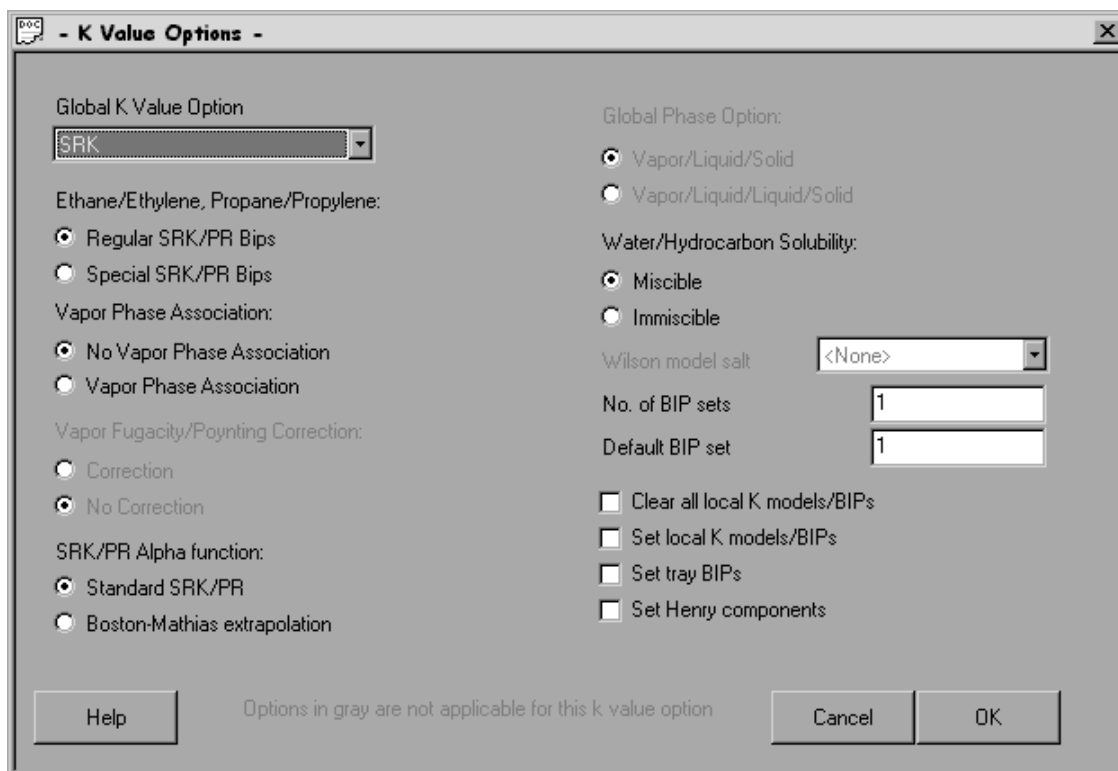 DOC
- K Value Options -
Global K Value Option
SRK
Ethane/Ethylene, Propane/Propylene:
Regular SRK/PR Bips
Special SRK/PR Bips
Vapor Phase Association:
No Vapor Phase Association
Vapor Phase Association
Vapor Fugacity/Poynting Correction:
Correction
No Correction
SRK/PR Alpha function:
Standard SRK/PR
Boston-Mathias extrapolation
Global Phase Option:
Vapor/Liquid/Solid
Vapor/Liquid/Liquid/Solid
Water/Hydrocarbon Solubility:
Miscible
Immiscible
Wilson model salt <None>
No. of BIP sets 1
Default BIP set 1
Clear all local K models/BIPs
Set local K models/BIPs
Set tray BIPs
Set Henry components
Help
Options in gray are not applicable for this k value option
Cancel
OK